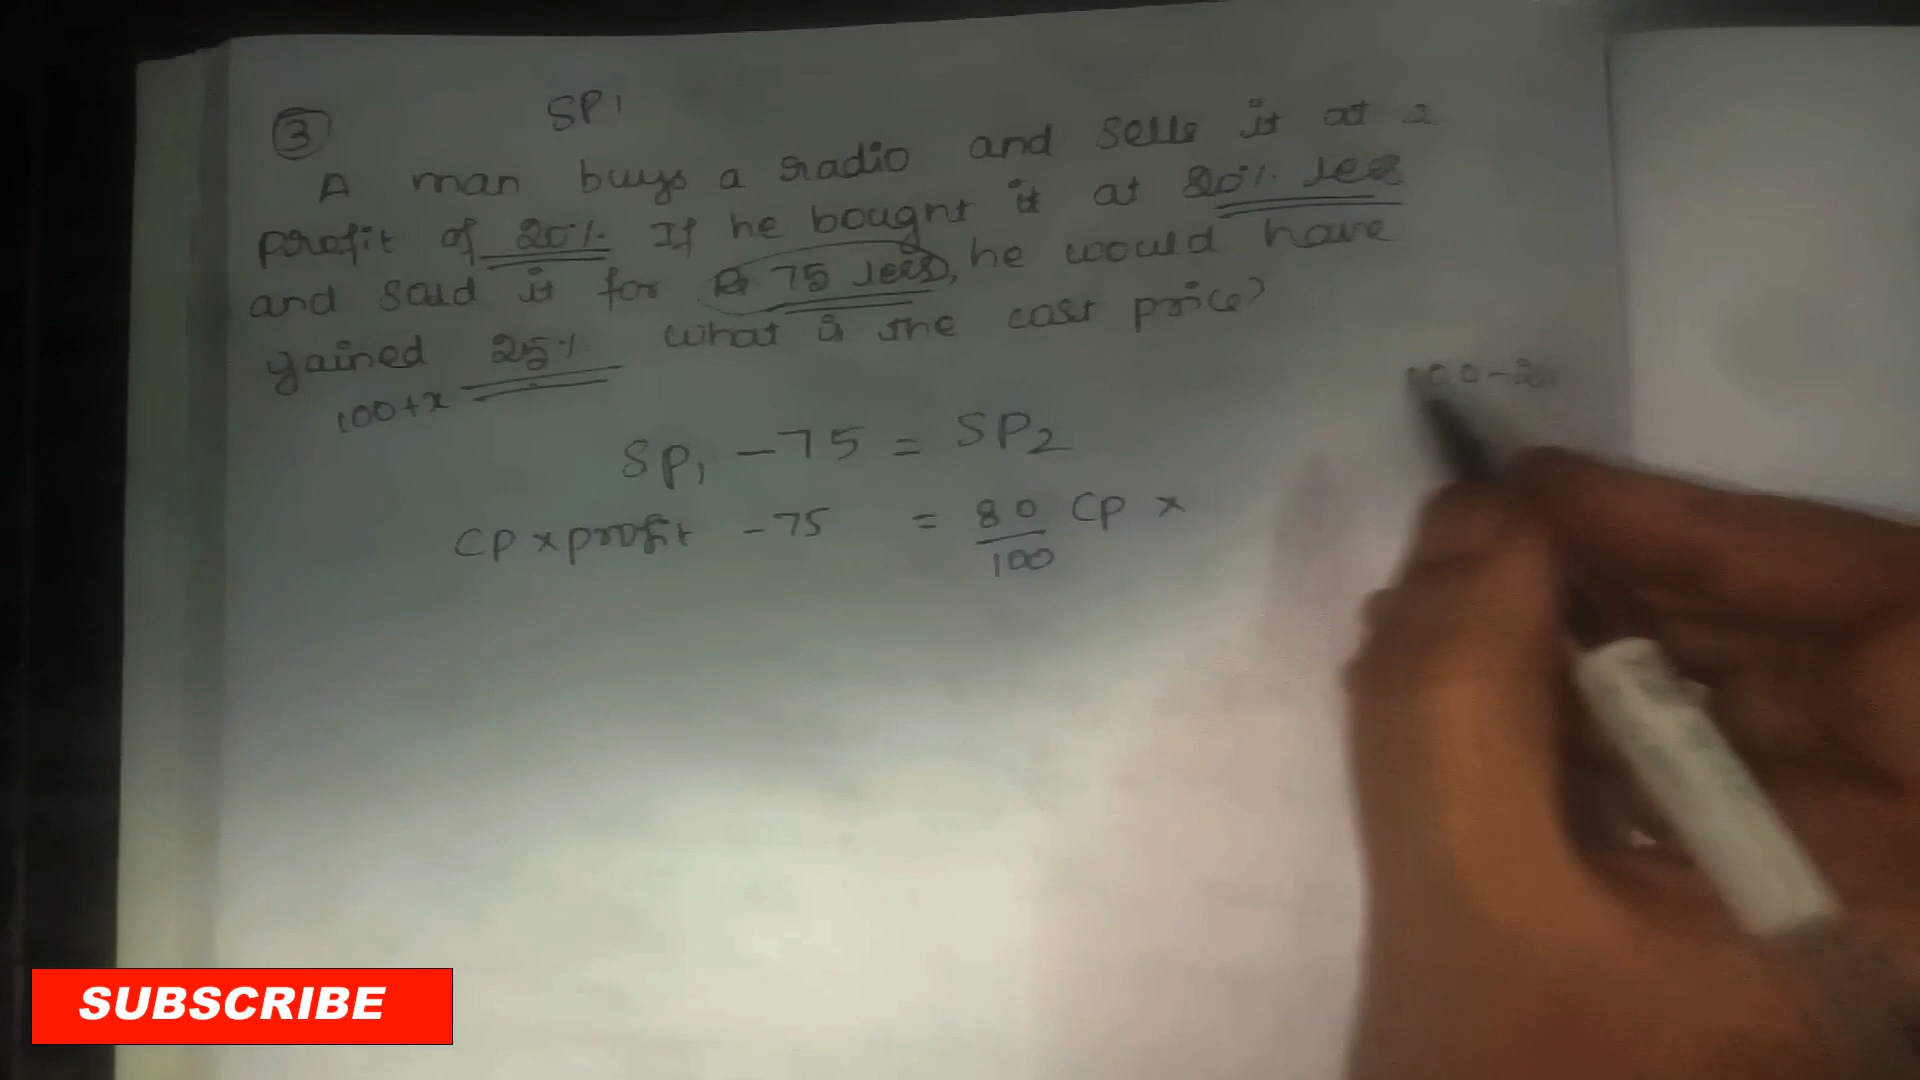 SP1
3
A man buys a radio and sells it at a
profit of 20%. If he bought it at 20% less
and sold it for Rs 75 less, he would have
gained 25% what is the cost price?
100+x
100-20
SP1 -75 = SP2
CP x profit -75 = 80/100 CP x
SUBSCRIBE